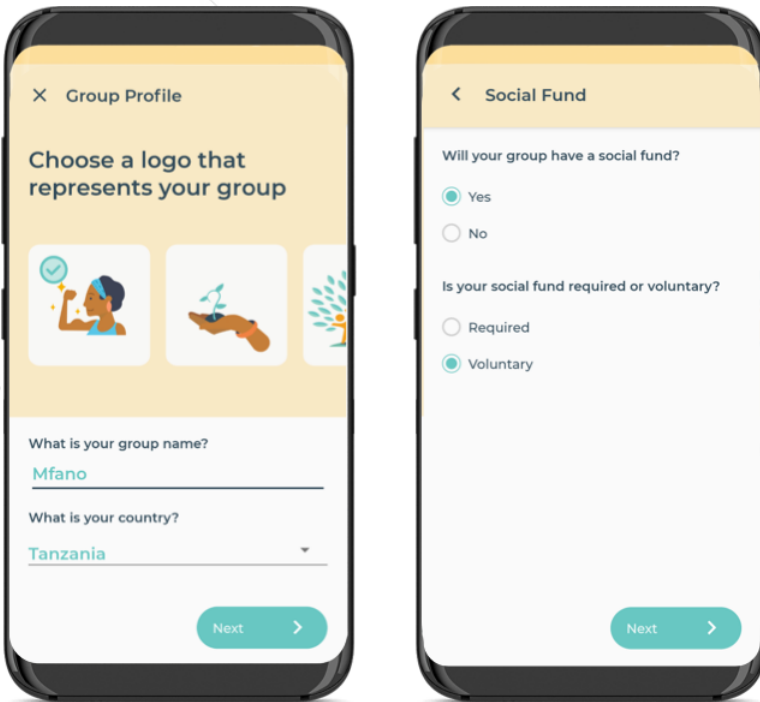 Group Profile
Choose a logo that
represents your group
What is your group name?
Mfano
What is your country?
Tanzania
Next
Social Fund
Will your group have a social fund?
Yes
No
Is your social fund required or voluntary?
Required
Voluntary
Next